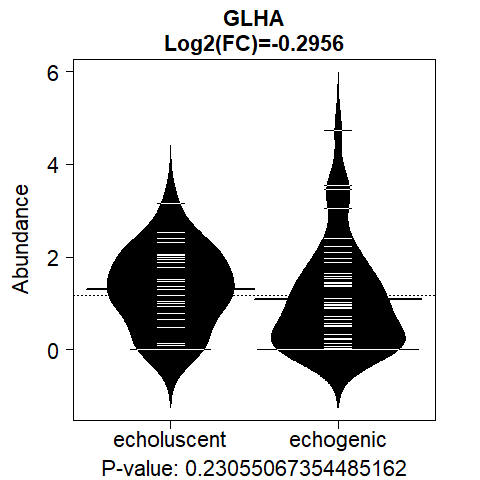 GLHA
Log2(FC)=-0.2956
Abundance
6
4
2
0
echoluscent echogenic
P-value: 0.23055067354485162